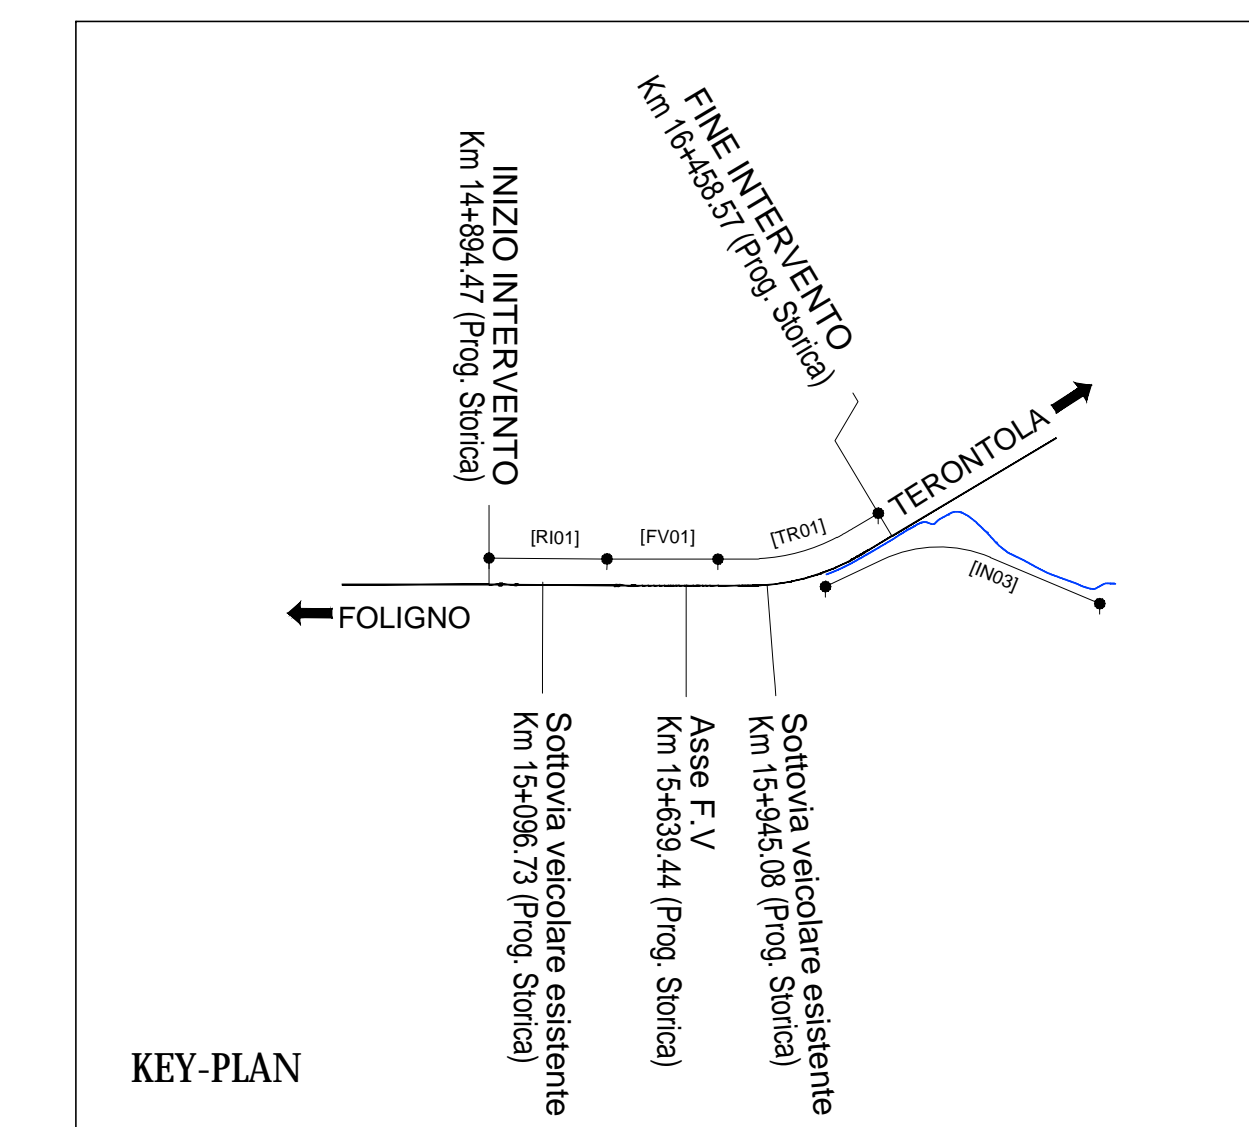 FINE INTERVENTO
Km 16+458.57 (Prog. Storica)
INIZIO INTERVENTO
Km 14+894.47 (Prog. Storica)
TERONTOLA
[RI01]
[FV01]
[TR01]
[IN03]
FOLIGNO
Sottovia veicolare esistente
Km 15+096.73 (Prog. Storica)
Asse F.V
Km 15+639.44 (Prog. Storica)
Sottovia veicolare esistente
Km 15+945.08 (Prog. Storica)
KEY-PLAN